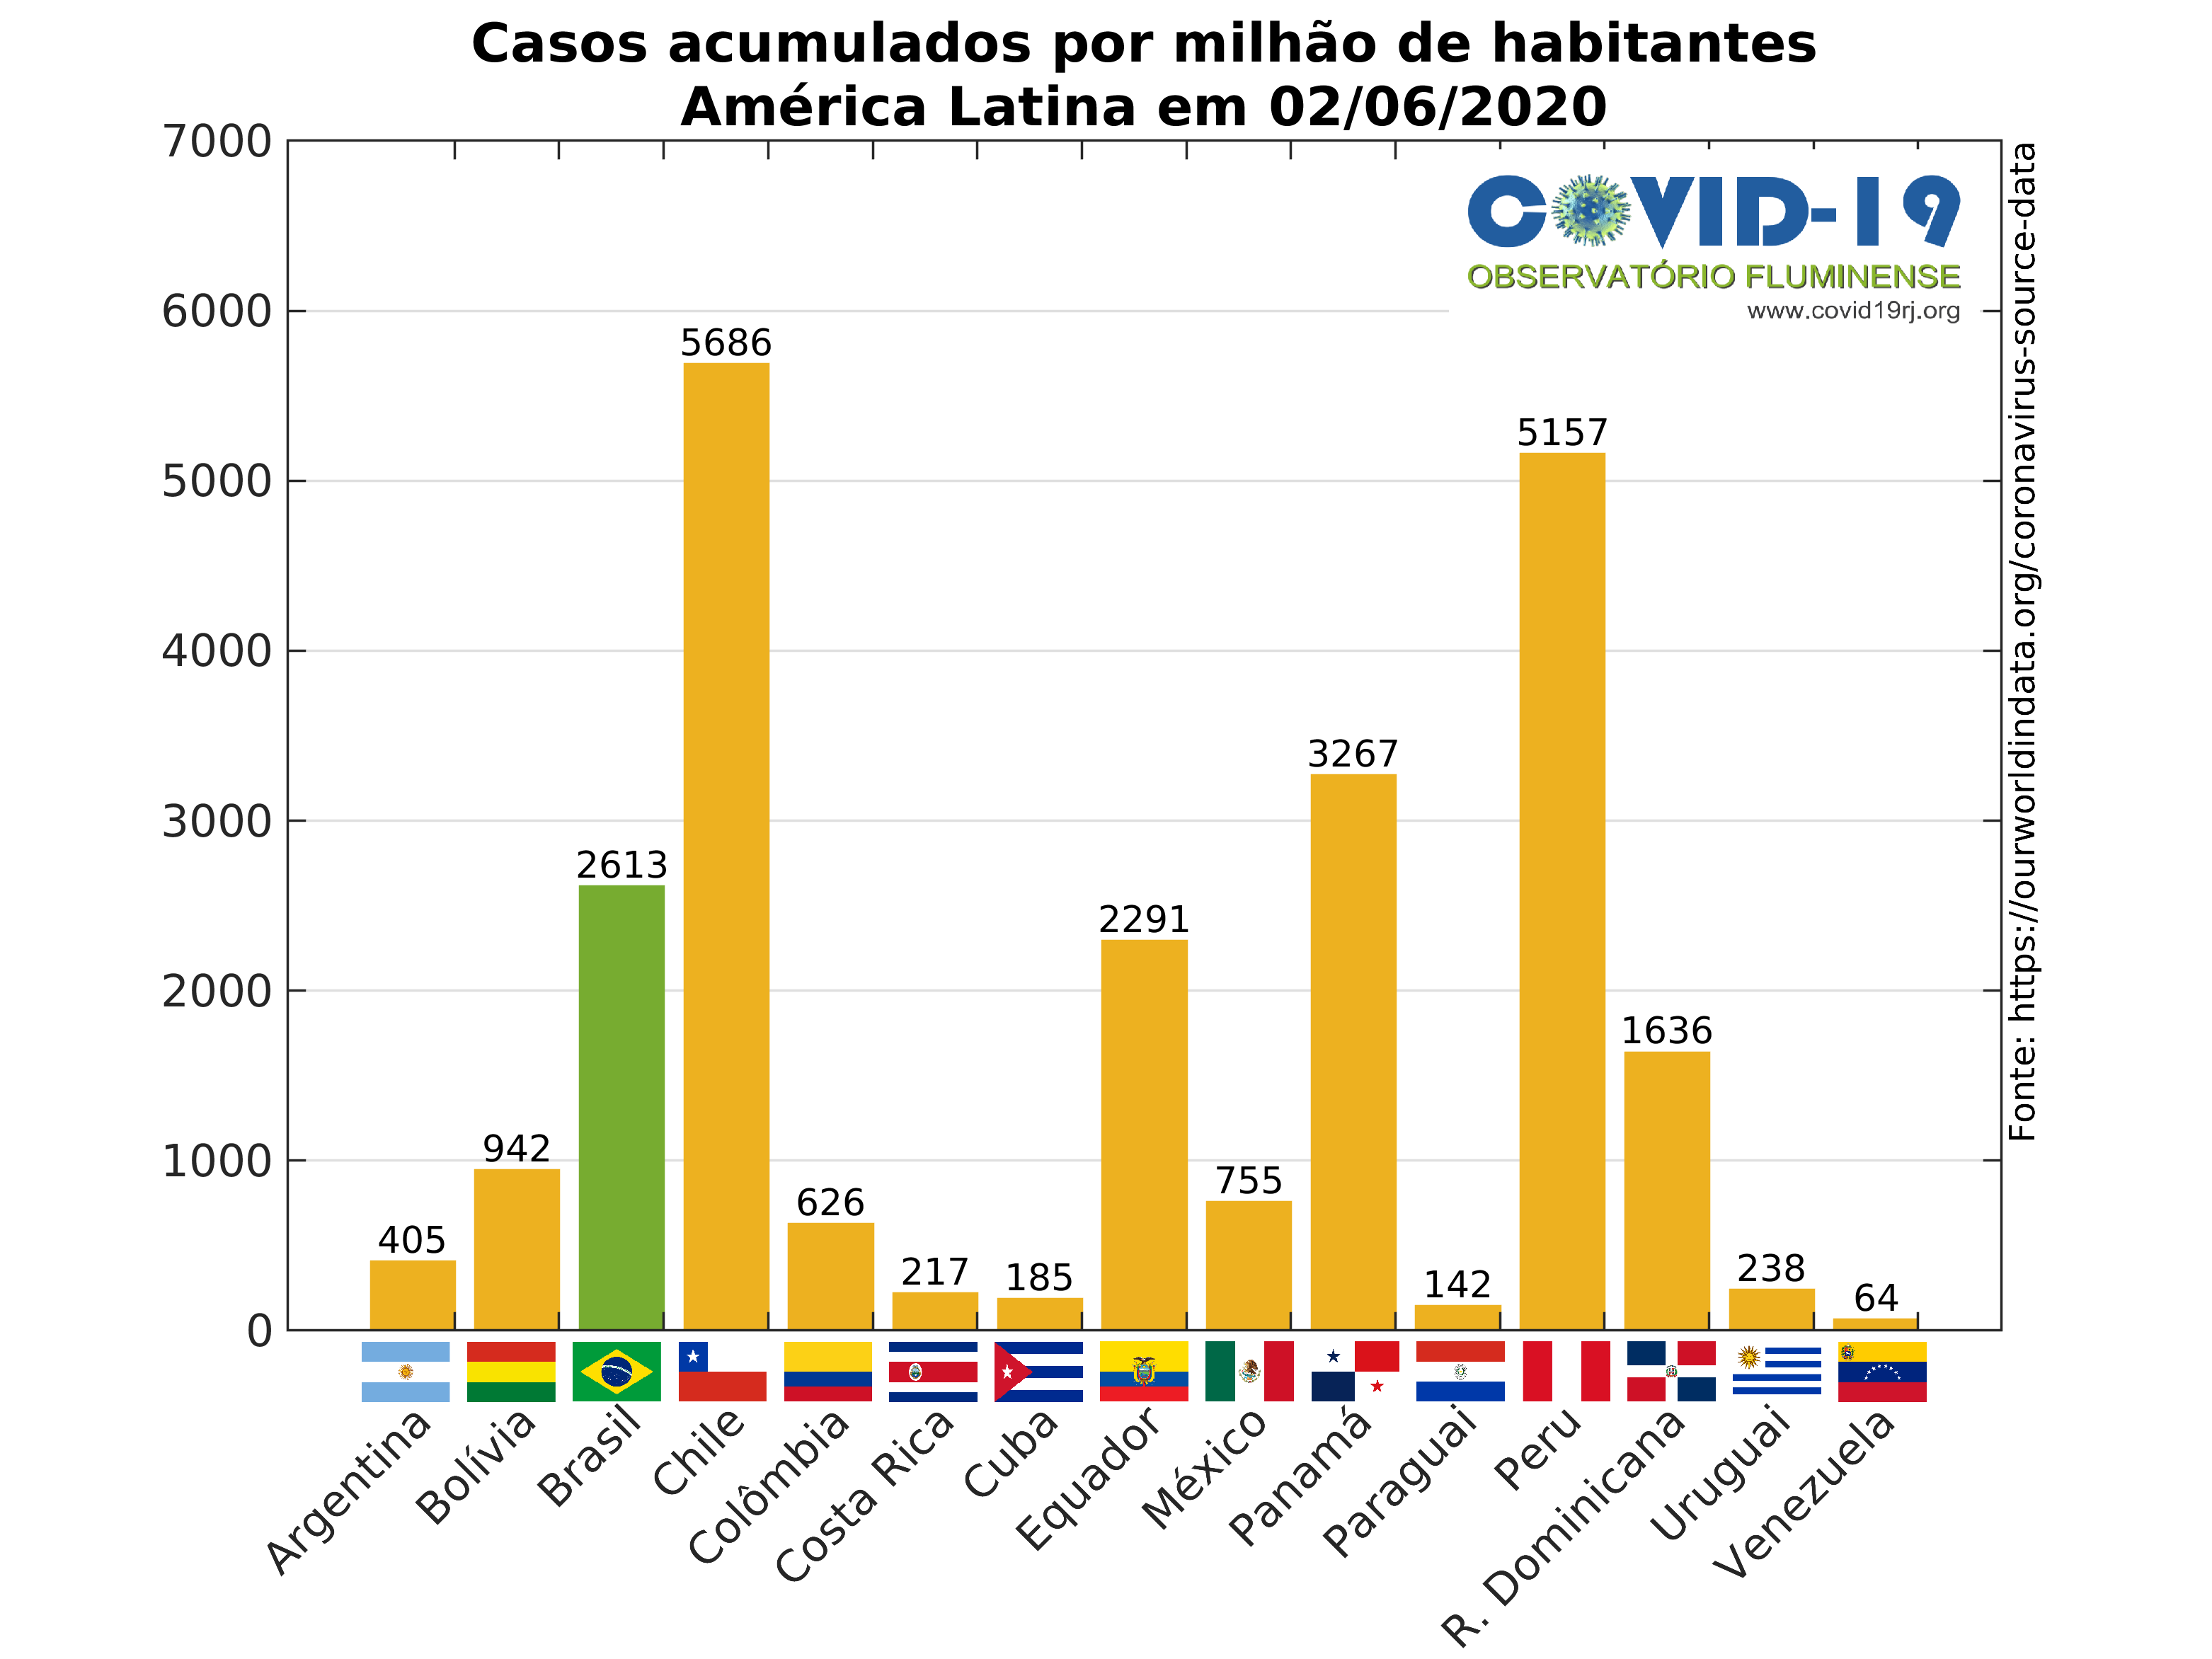 Casos acumulados por milhão de habitantes
América Latina em 02/06/2020
7000
6000
5000
4000
3000
2000
1000
0
COVID-19
OBSERVATÓRIO FLUMINENSE
www.covid19rj.org
405
942
2613
5686
626
217
185
2291
755
3267
142
5157
1636
238
64
Argentina
Bolívia
Brasil
Chile
Colômbia
Costa Rica
Cuba
Equador
México
Panamá
Paraguai
Peru
R. Dominicana
Uruguai
Venezuela
Fonte: https://ourworldindata.org/coronavirus-source-data